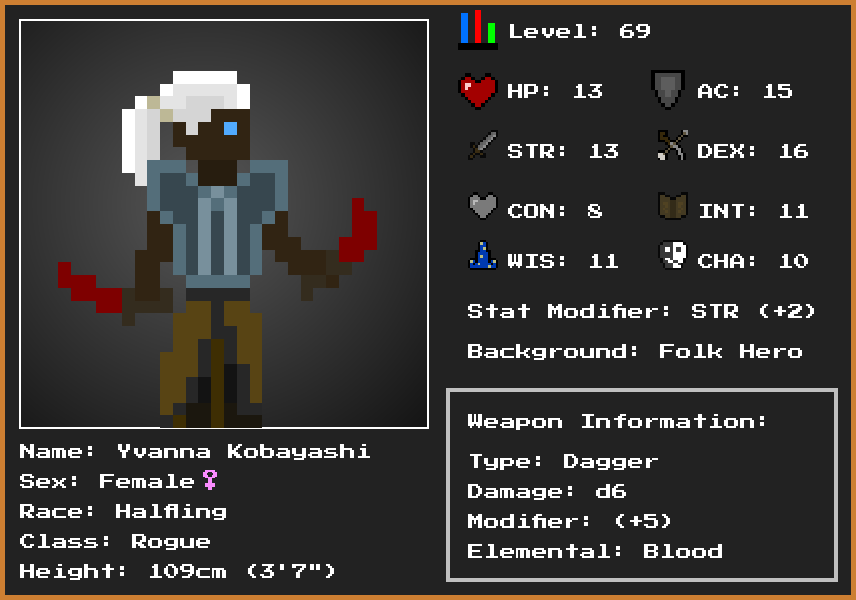 Level: 69
HP: 13 AC: 15
STR: 13 DEX: 16
CON: 8 INT: 11
WIS: 11 CHA: 10
Stat Modifier: STR (+2)
Background: Folk Hero
Weapon Information:
Type: Dagger
Damage: d6
Modifier: (+5)
Elemental: Blood
Name: Yvanna Kobayashi
Sex: Female♀
Race: Halfling
Class: Rogue
Height: 109cm (3'7")